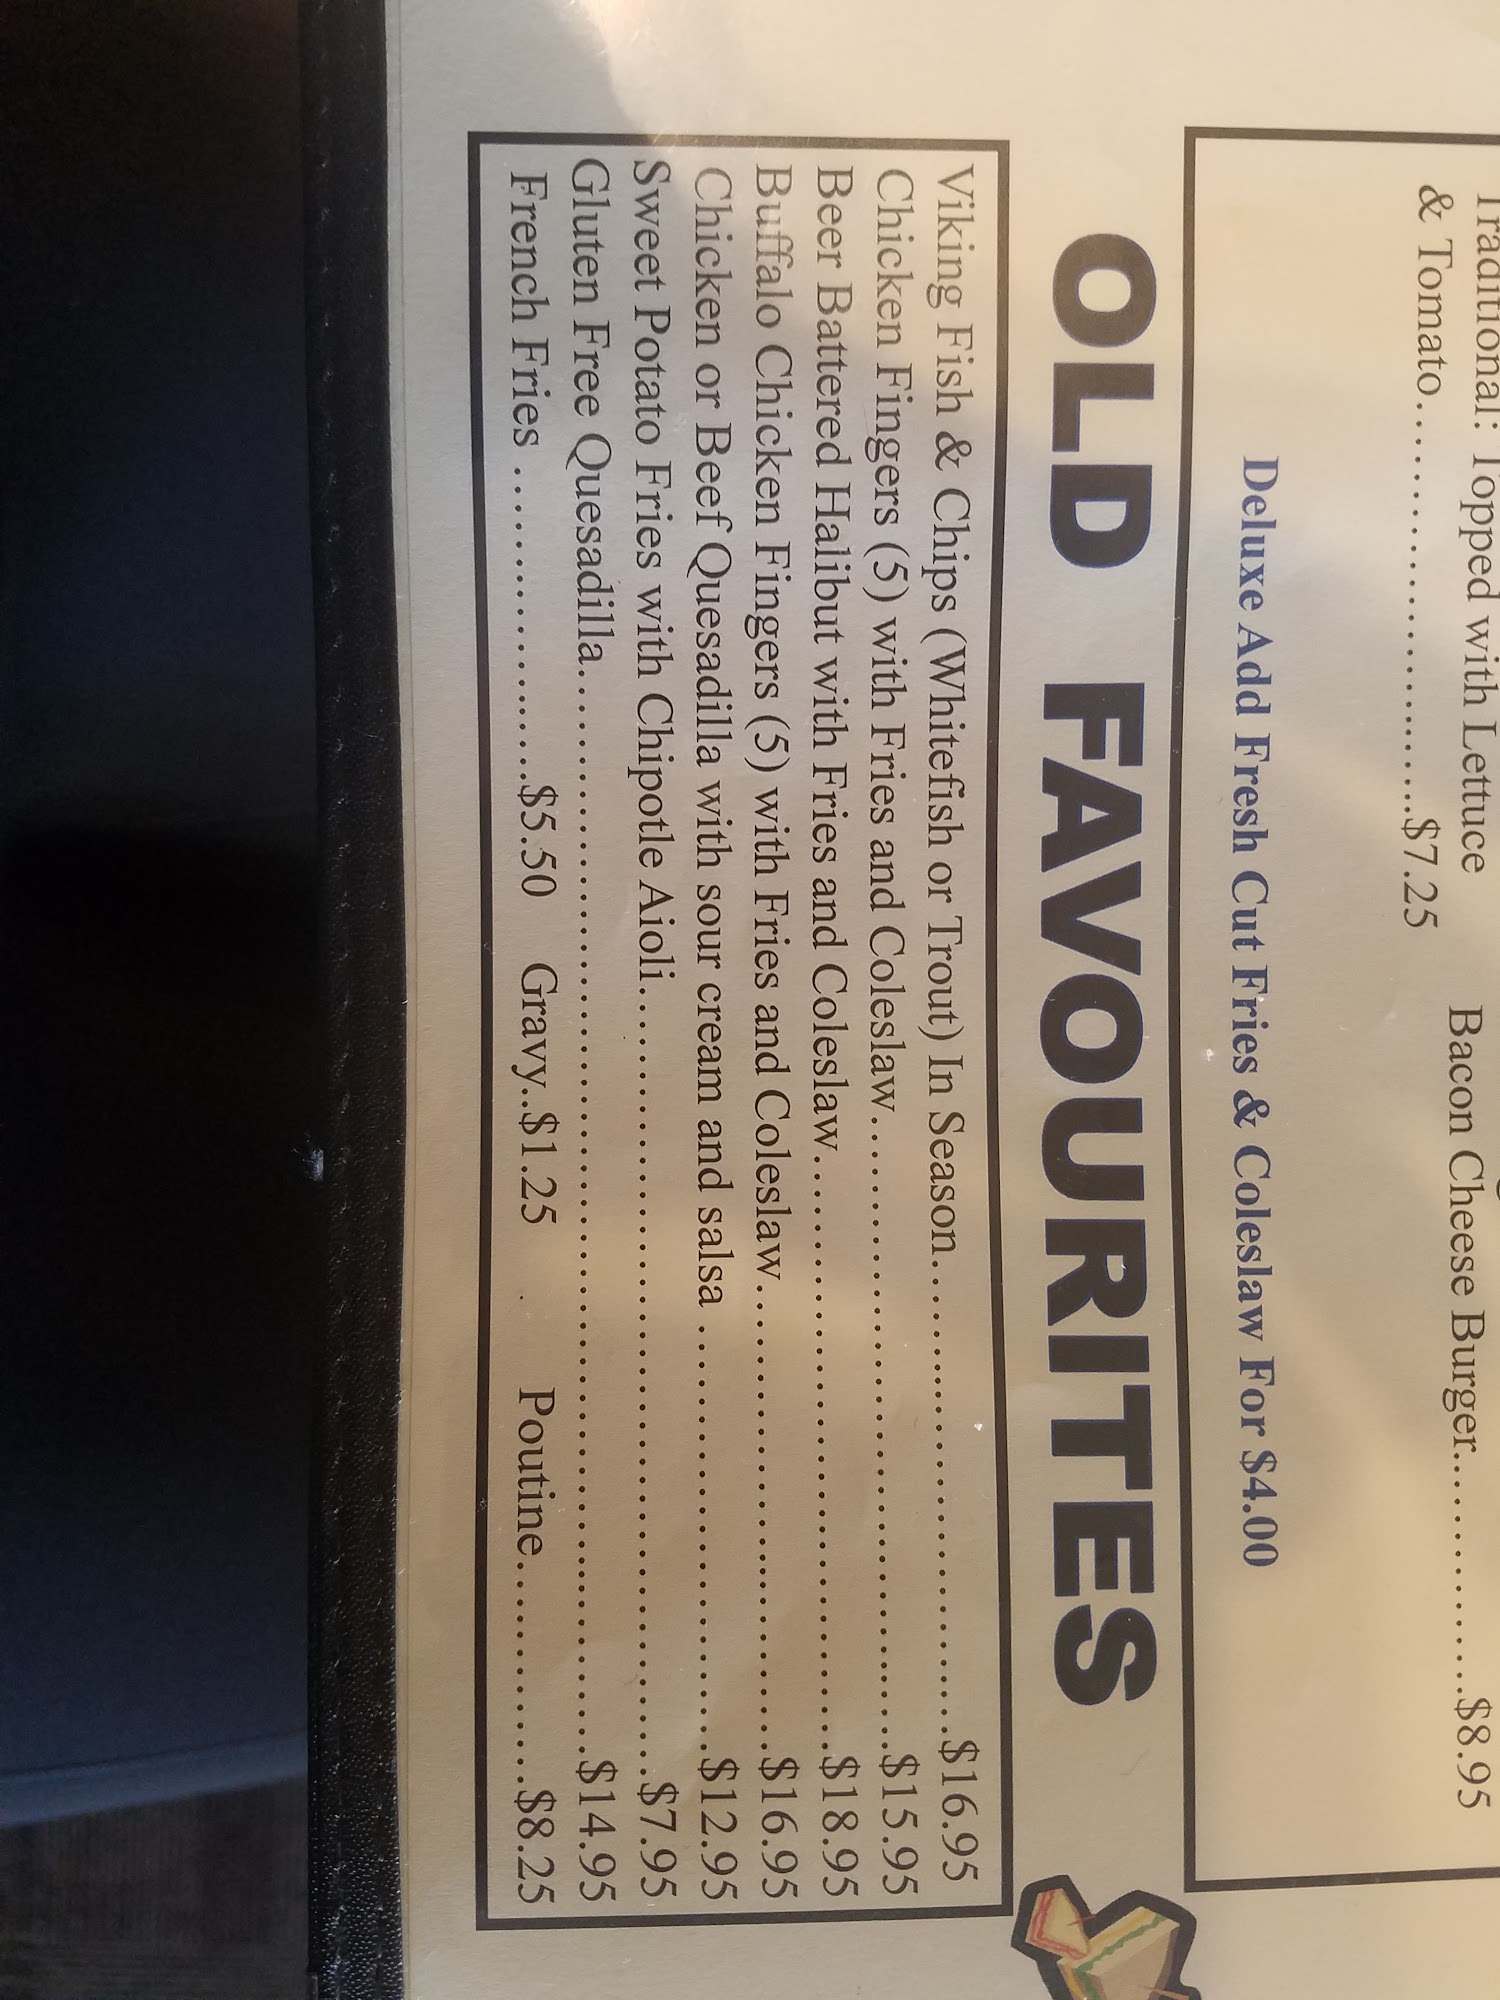 Traditional: Topped with Lettuce
& Tomato..............................$7.25
Bacon Cheese Burger....................$8.95
Deluxe Add Fresh Cut Fries & Coleslaw For $4.00
OLD FAVOURITES
Viking Fish & Chips (Whitefish or Trout) In Season..............................$16.95
Chicken Fingers (5) with Fries and Coleslaw........................................$15.95
Beer Battered Halibut with Fries and Coleslaw.....................................$18.95
Buffalo Chicken Fingers (5) with Fries and Coleslaw..............................$16.95
Chicken or Beef Quesadilla with sour cream and salsa ...........................$12.95
Sweet Potato Fries with Chipotle Aioli..................................................$7.95
Gluten Free Quesadilla......................................................................$14.95
French Fries ....................$5.50 Gravy..$1.25 Poutine..................$8.25